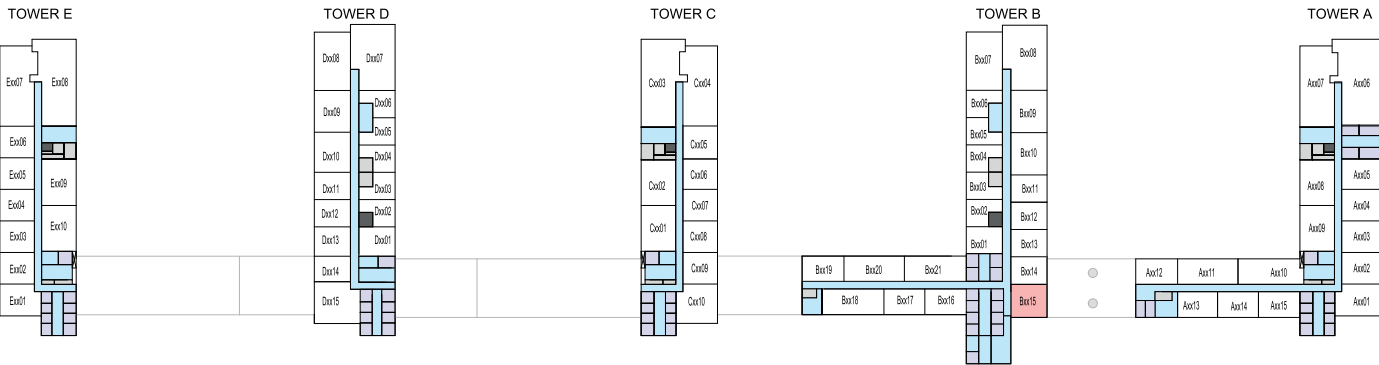 TOWER E
TOWER D
TOWER C
TOWER B
TOWER A
Exx07
Exx08
Exx06
Exx05
Exx09
Exx04
Exx03
Exx10
Exx02
Exx01
Dxx08
Dxx07
Dxx09
Dxx06
Dxx05
Dxx10
Dxx04
Dxx11
Dxx03
Dxx12
Dxx02
Dxx13
Dxx01
Dxx14
Dxx15
Cxx03
Cxx04
Cxx05
Cxx02
Cxx06
Cxx07
Cxx01
Cxx08
Cxx09
Cxx10
Bxx07
Bxx08
Bxx06
Bxx09
Bxx05
Bxx04
Bxx10
Bxx03
Bxx11
Bxx02
Bxx12
Bxx01
Bxx13
Bxx19
Bxx20
Bxx21
Bxx14
Bxx18
Bxx17
Bxx16
Bxx15
Axx07
Axx06
Axx08
Axx05
Axx04
Axx09
Axx03
Axx12
Axx11
Axx10
Axx02
Axx13
Axx14
Axx15
Axx01